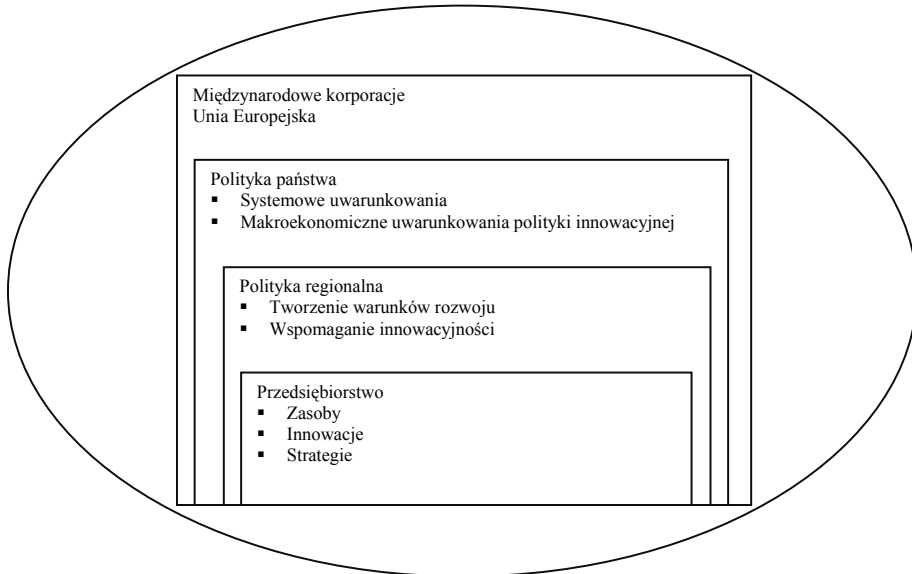 Międzynarodowe korporacje
Unia Europejska
Polityka państwa
▪ Systemowe uwarunkowania
▪ Makroekonomiczne uwarunkowania polityki innowacyjnej
Polityka regionalna
▪ Tworzenie warunków rozwoju
▪ Wspomaganie innowacyjności
Przedsiębiorstwo
▪ Zasoby
▪ Innowacje
▪ Strategie